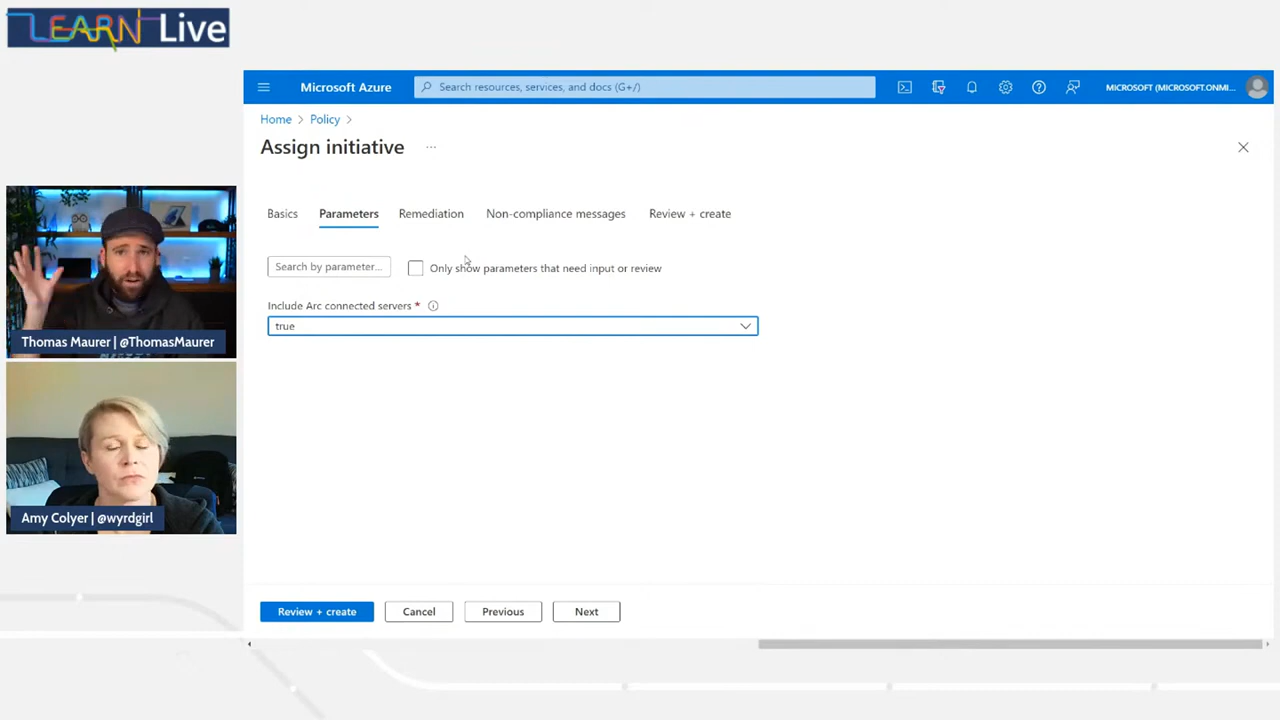 LEARN Live
Microsoft Azure
Search resources, services, and docs (G+/)
MICROSOFT (MICROSOFT.ONMI...
Home > Policy >
Assign initiative
...
Basics
Parameters
Remediation
Non-compliance messages
Review + create
Search by parameter...
Only show parameters that need input or review
Include Arc connected servers *
true
Thomas Maurer | @ThomasMaurer
Amy Colyer | @wyrdgirl
Review + create
Cancel
Previous
Next